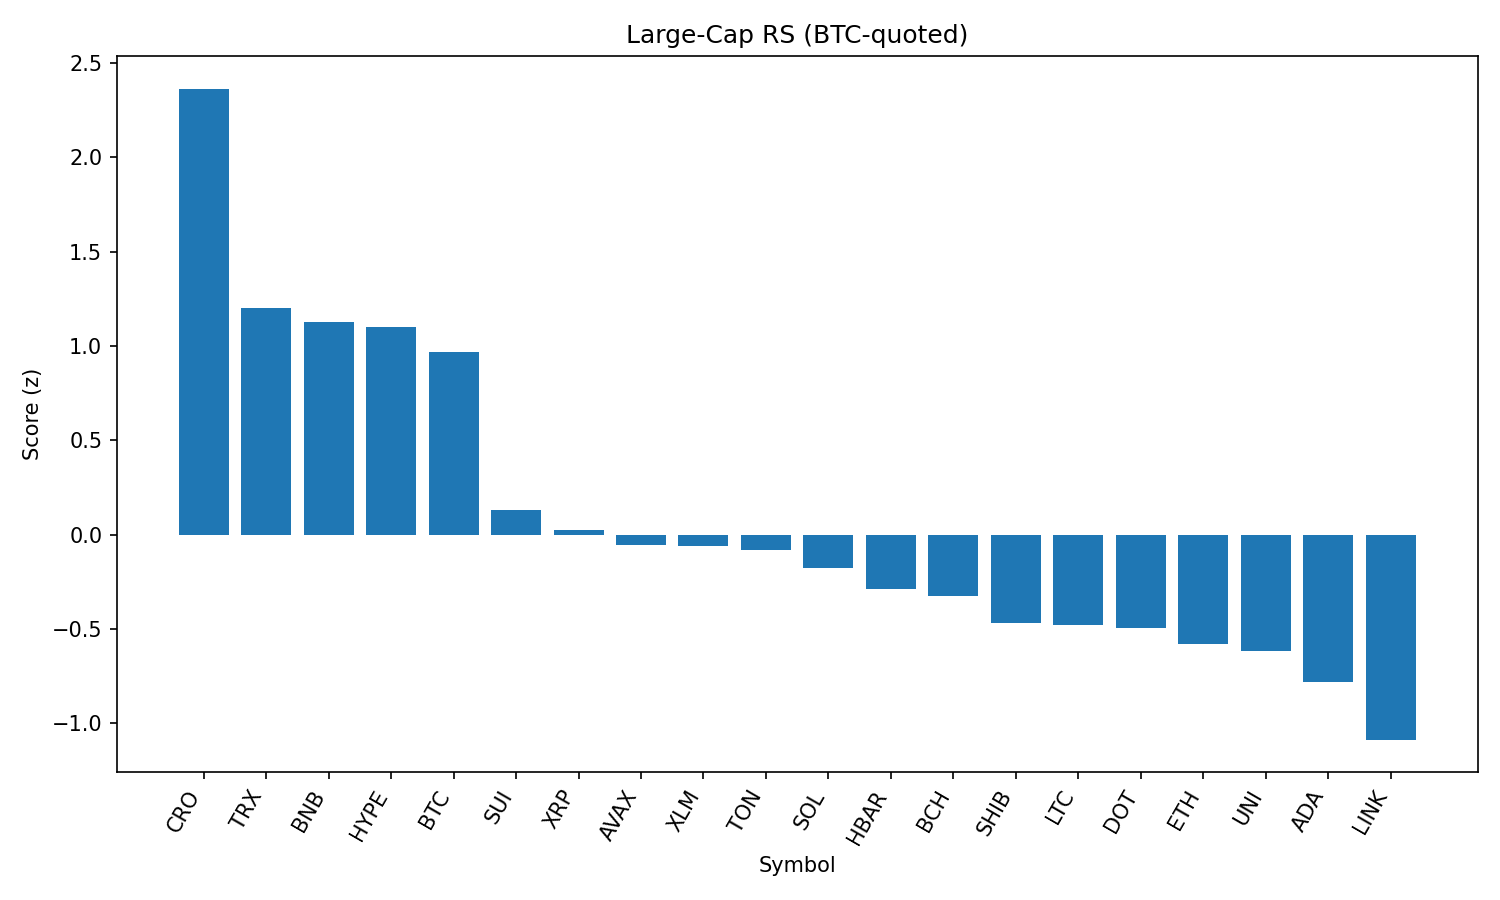 Large-Cap RS (BTC-quoted)
2.5
2.0
1.5
1.0
0.5
0.0
−0.5
−1.0
Score (z)
CRO
TRX
BNB
HYPE
BTC
SUI
XRP
AVAX
XLM
TON
SOL
HBAR
BCH
SHIB
LTC
DOT
ETH
UNI
ADA
LINK
Symbol